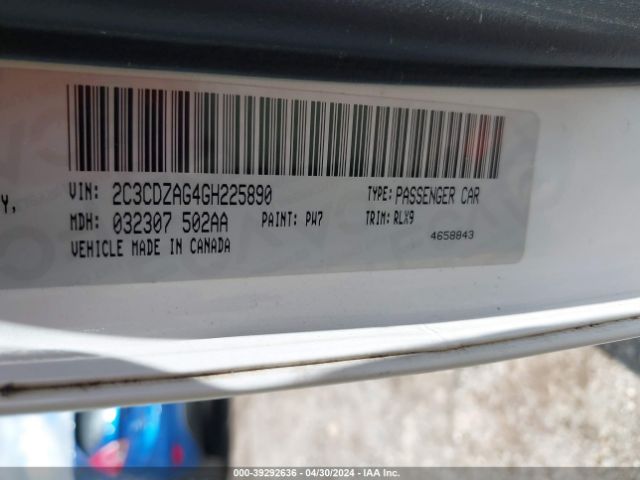 VIN: 2C3CDZAG4GH225890 TYPE: PASSENGER CAR
Y,
MDH: 032307 502AA PAINT: PW7 TRIM: RLX9
VEHICLE MADE IN CANADA 4658843
000-39292636 - 04/30/2024 - IAA Inc.